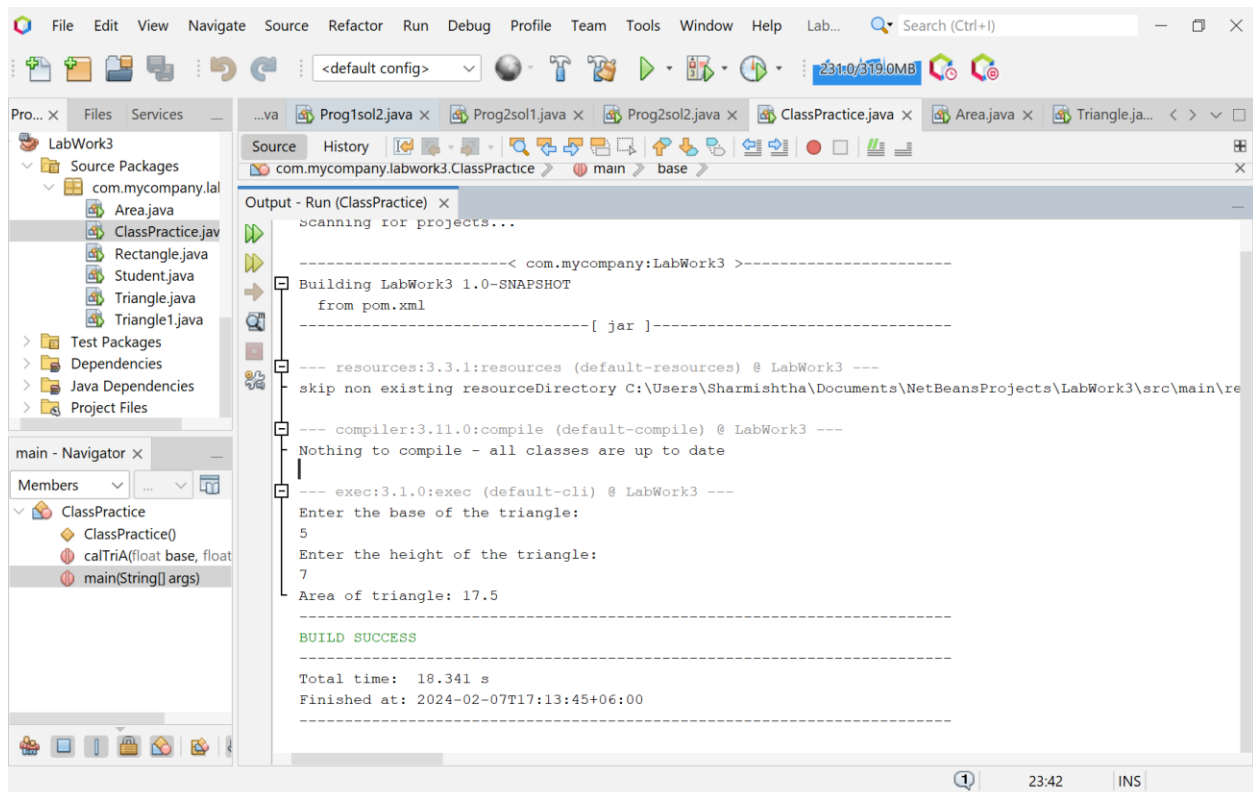 File Edit View Navigate Source Refactor Run Debug Profile Team Tools Window Help Lab... Search (Ctrl+I)
<default config> 231.0/319.0MB
Pro... Files Services
...va Prog1sol2.java Prog2sol1.java Prog2sol2.java ClassPractice.java Area.java Triangle.ja...
LabWork3
Source Packages
com.mycompany.lal
Area.java
ClassPractice.jav
Rectangle.java
Student.java
Triangle.java
Triangle1.java
Test Packages
Dependencies
Java Dependencies
Project Files
main - Navigator
Members ...
ClassPractice
ClassPractice()
calTriA(float base, float
main(String[] args)
Source History
com.mycompany.labwork3.ClassPractice main base
Output - Run (ClassPractice)
Scanning for projects...
-----------------------< com.mycompany:LabWork3 >-----------------------
Building LabWork3 1.0-SNAPSHOT
from pom.xml
--------------------------------[ jar ]---------------------------------
--- resources:3.3.1:resources (default-resources) @ LabWork3 ---
skip non existing resourceDirectory C:\Users\Sharmishtha\Documents\NetBeansProjects\LabWork3\src\main\re
--- compiler:3.11.0:compile (default-compile) @ LabWork3 ---
Nothing to compile - all classes are up to date
--- exec:3.1.0:exec (default-cli) @ LabWork3 ---
Enter the base of the triangle:
5
Enter the height of the triangle:
7
Area of triangle: 17.5
------------------------------------------------------------------------
BUILD SUCCESS
------------------------------------------------------------------------
Total time:  18.341 s
Finished at: 2024-02-07T17:13:45+06:00
------------------------------------------------------------------------
1 23:42 INS